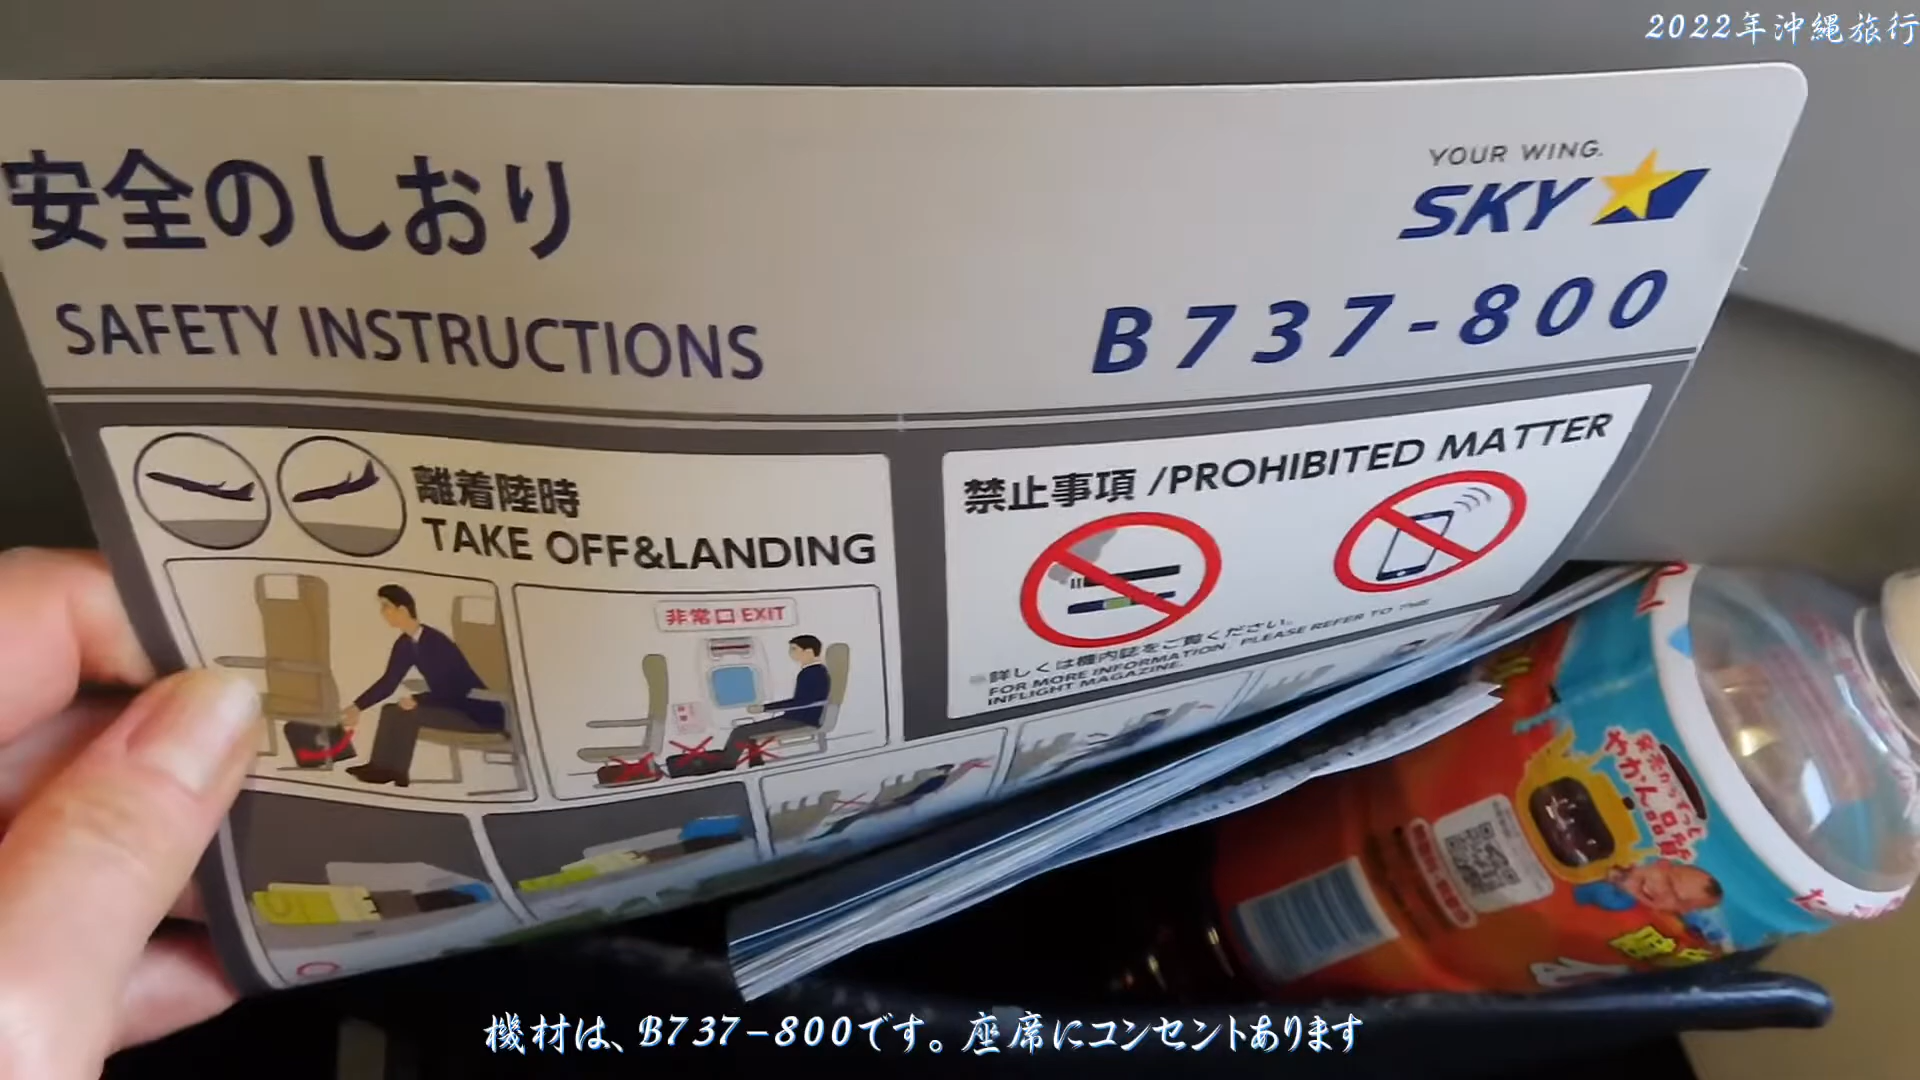 2022年沖縄旅行
YOUR WING.
SKY
安全のしおり
SAFETY INSTRUCTIONS
B737-800
離着陸時
TAKE OFF&LANDING
非常口 EXIT
禁止事項 /PROHIBITED MATTER
※詳しくは機内誌をご覧ください。
FOR MORE INFORMATION, PLEASE REFER TO THE
INFLIGHT MAGAZINE.
機材は、B737-800です。座席にコンセントあります